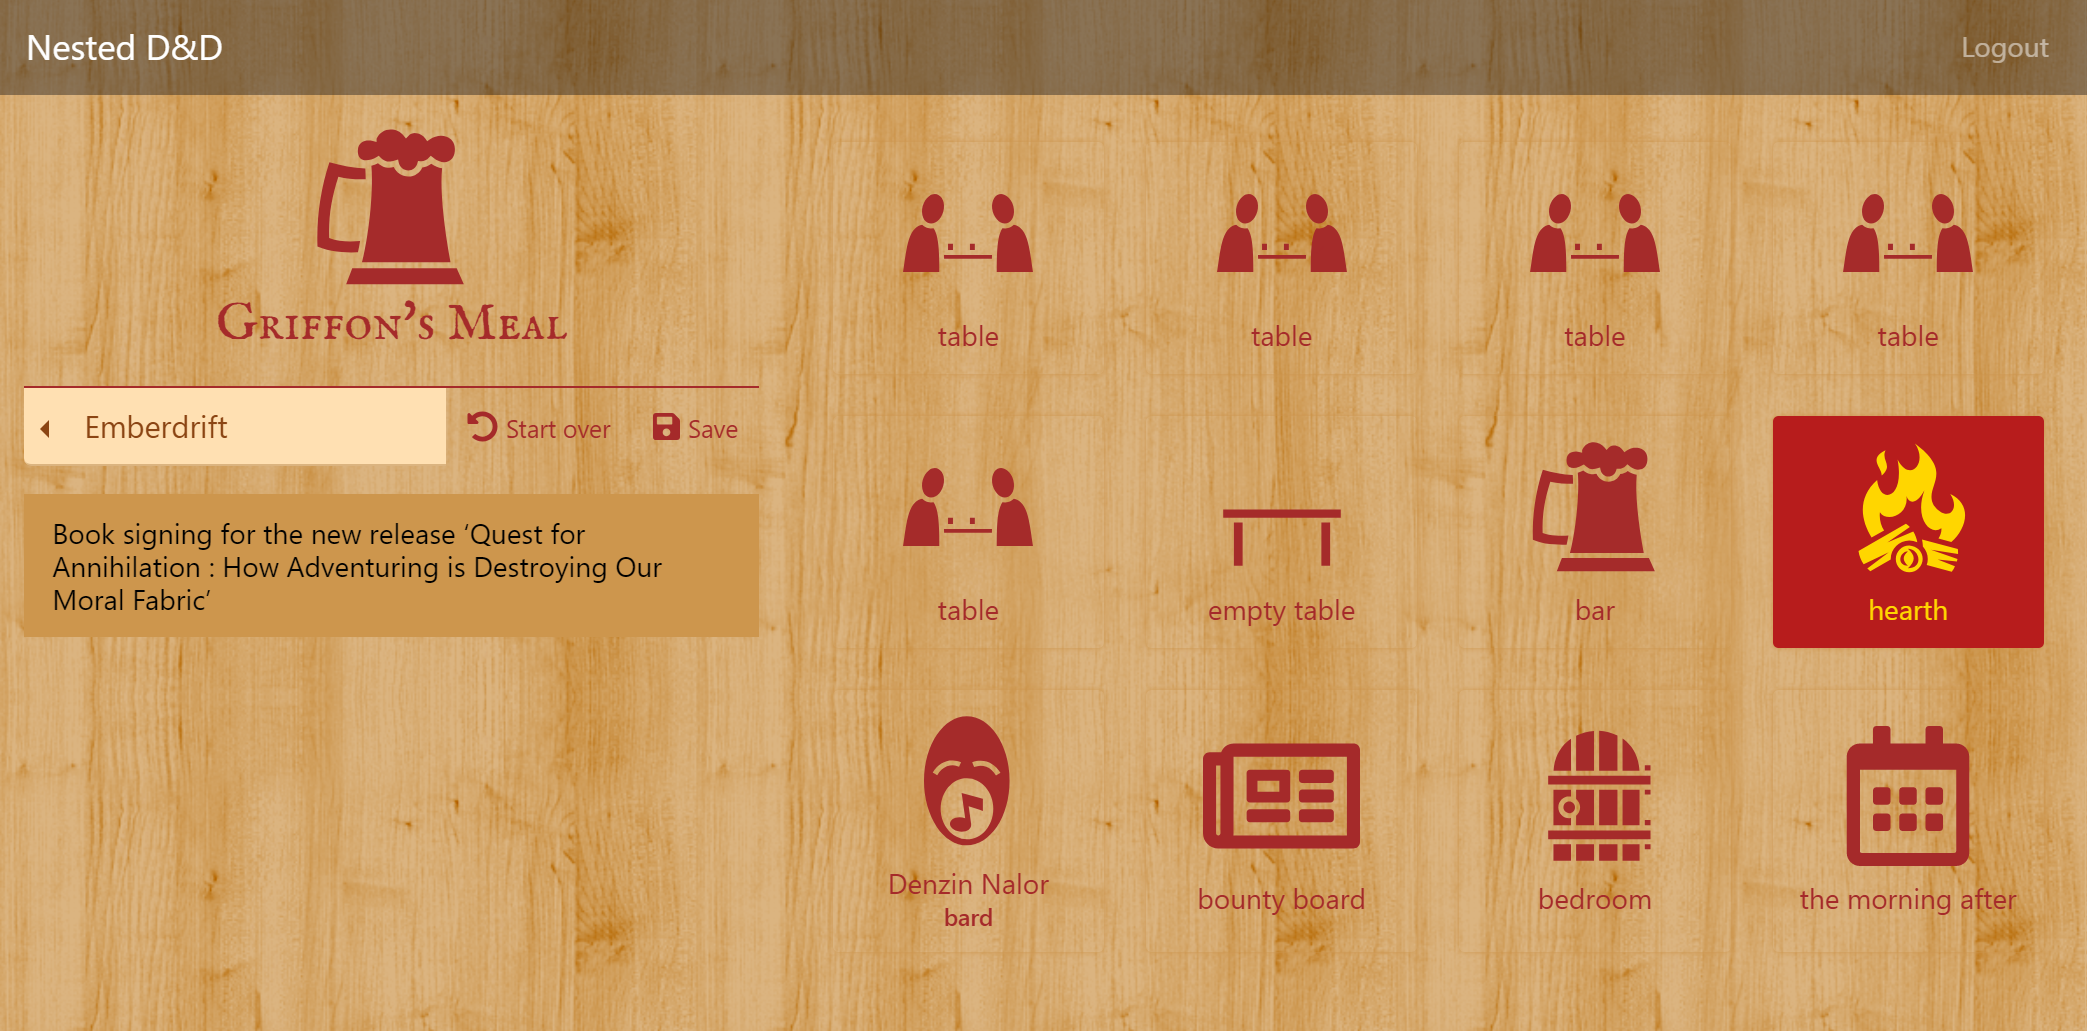 Nested D&D
Logout
Griffon's Meal
Emberdrift
Start over
Save
Book signing for the new release ‘Quest for
Annihilation : How Adventuring is Destroying Our
Moral Fabric’
table
table
table
table
table
empty table
bar
hearth
Denzin Nalor
bard
bounty board
bedroom
the morning after